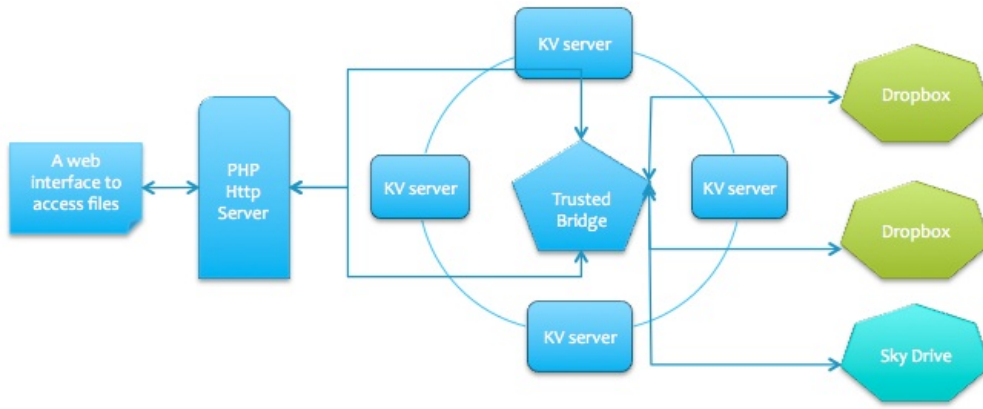 KV server
Dropbox
A web
interface to
access files
PHP
Http
Server
KV server
Trusted
Bridge
KV server
Dropbox
KV server
Sky Drive